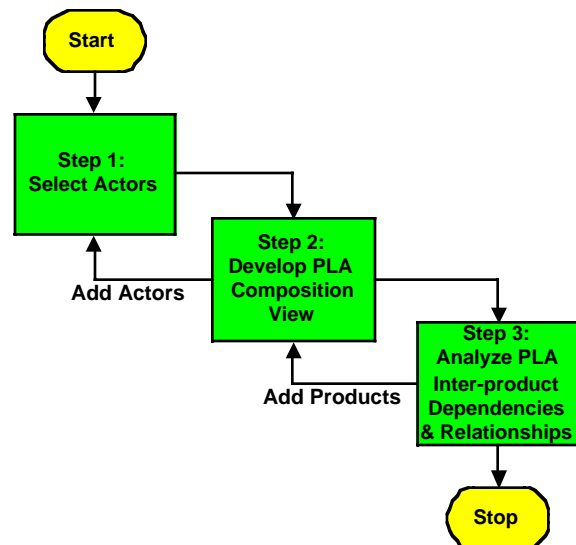 Start
Step 1:
Select Actors
Step 2:
Develop PLA
Composition
View
Add Actors
Step 3:
Analyze PLA
Inter-product
Dependencies
& Relationships
Add Products
Stop